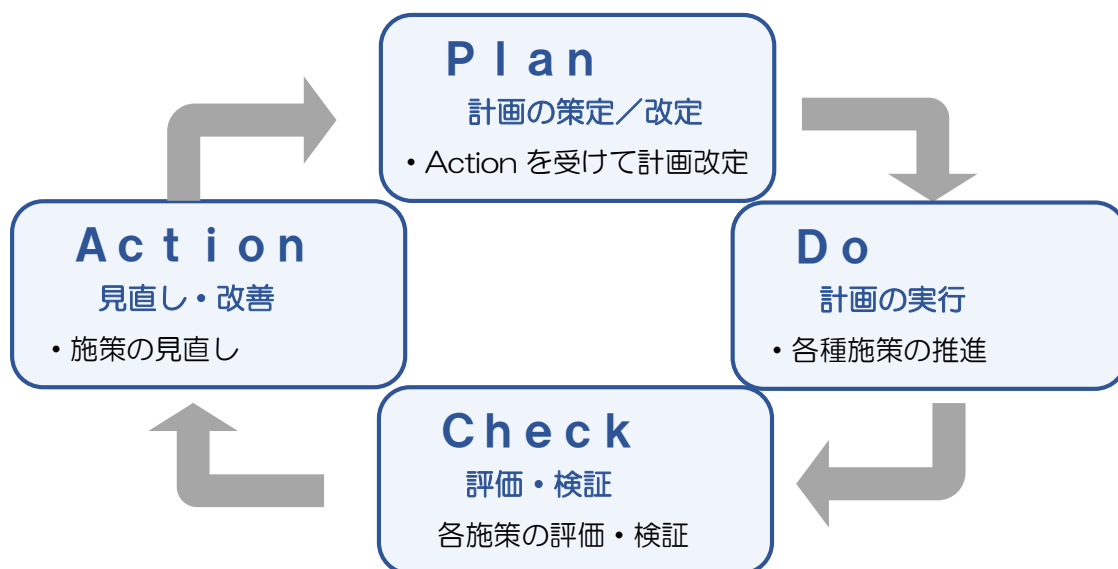 Plan
計画の策定／改定
・Action を受けて計画改定
Action
見直し・改善
・施策の見直し
Do
計画の実行
・各種施策の推進
Check
評価・検証
各施策の評価・検証